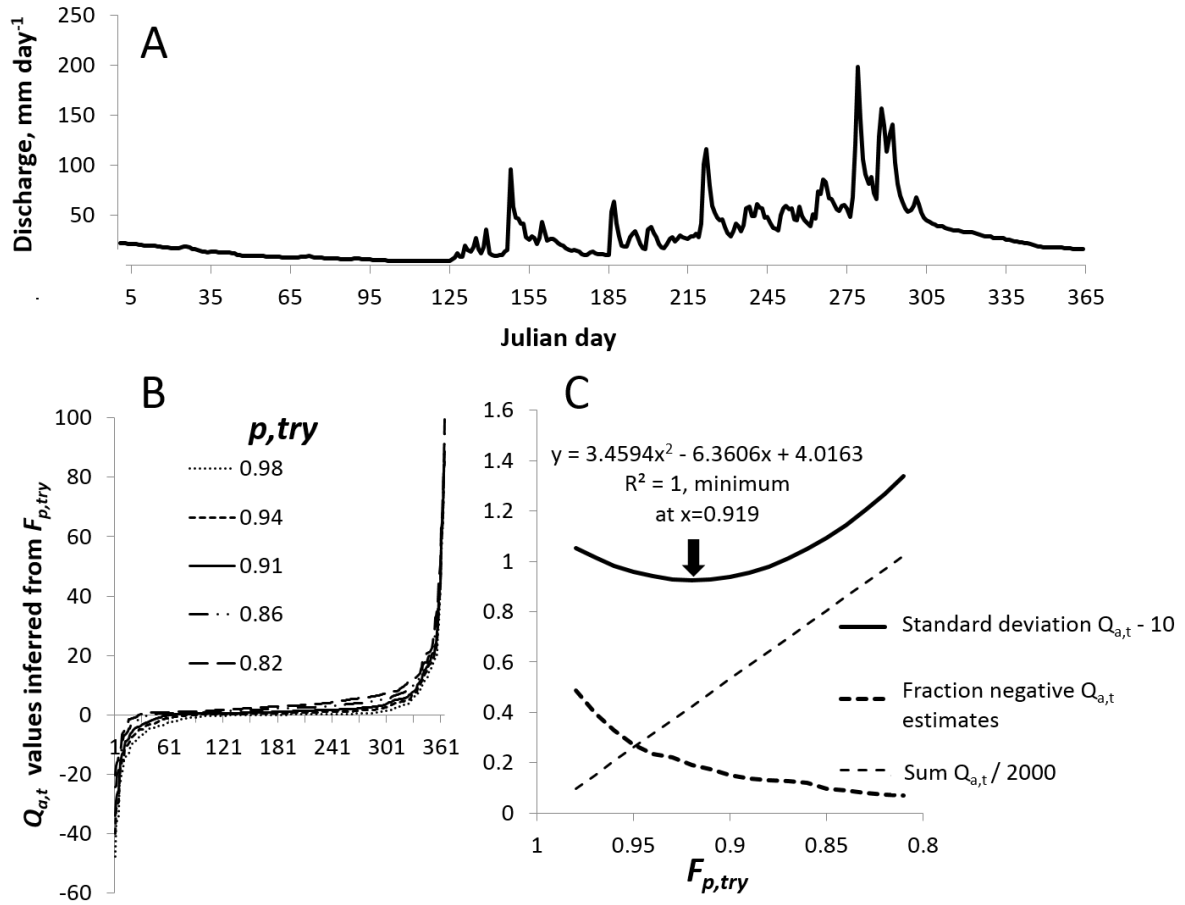 A
Discharge, mm day-1
250
200
150
100
50
5 35 65 95 125 155 185 215 245 275 305 335 365
Julian day
B
Qa,t values inferred from Fp,try
100
80
60
40
20
0
-20
-40
-60
1 61 121 181 241 301 361
p,try
0.98
0.94
0.91
0.86
0.82
C
1.6
1.4
1.2
1
0.8
0.6
0.4
0.2
0
y = 3.4594x² - 6.3606x + 4.0163
R² = 1, minimum
at x=0.919
Standard deviation Qa,t - 10
Fraction negative Qa,t
estimates
Sum Qa,t / 2000
1 0.95 0.9 0.85 0.8
Fp,try